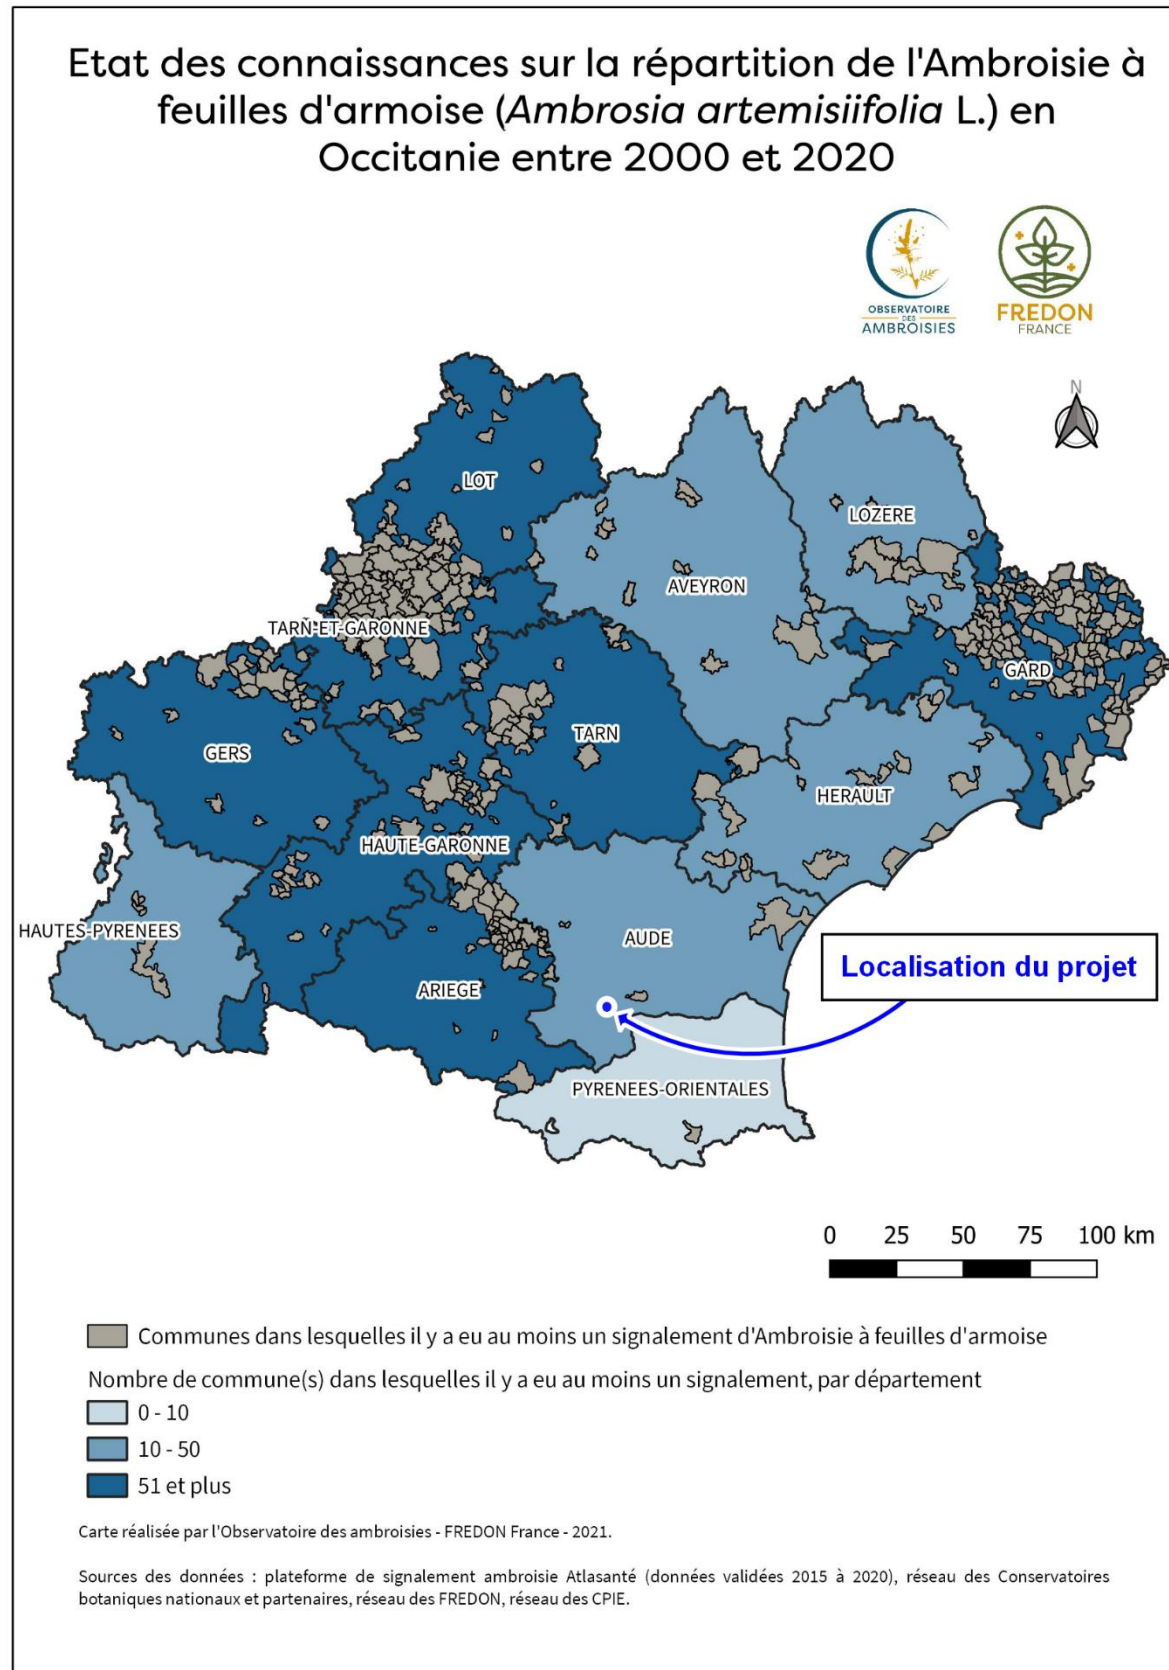 Etat des connaissances sur la répartition de l'Ambroisie à
feuilles d'armoise (Ambrosia artemisiifolia L.) en
Occitanie entre 2000 et 2020
OBSERVATOIRE
DES
AMBROISIES
FREDON
FRANCE
N
LOT
LOZERE
AVEYRON
TARN-ET-GARONNE
GARD
TARN
GERS
HERAULT
HAUTE-GARONNE
HAUTES-PYRENEES
AUDE
Localisation du projet
ARIEGE
PYRENEES-ORIENTALES
0 25 50 75 100 km
Communes dans lesquelles il y a eu au moins un signalement d'Ambroisie à feuilles d'armoise
Nombre de commune(s) dans lesquelles il y a eu au moins un signalement, par département
0 - 10
10 - 50
51 et plus
Carte réalisée par l'Observatoire des ambroisies - FREDON France - 2021.
Sources des données : plateforme de signalement ambroisie Atlasanté (données validées 2015 à 2020), réseau des Conservatoires
botaniques nationaux et partenaires, réseau des FREDON, réseau des CPIE.